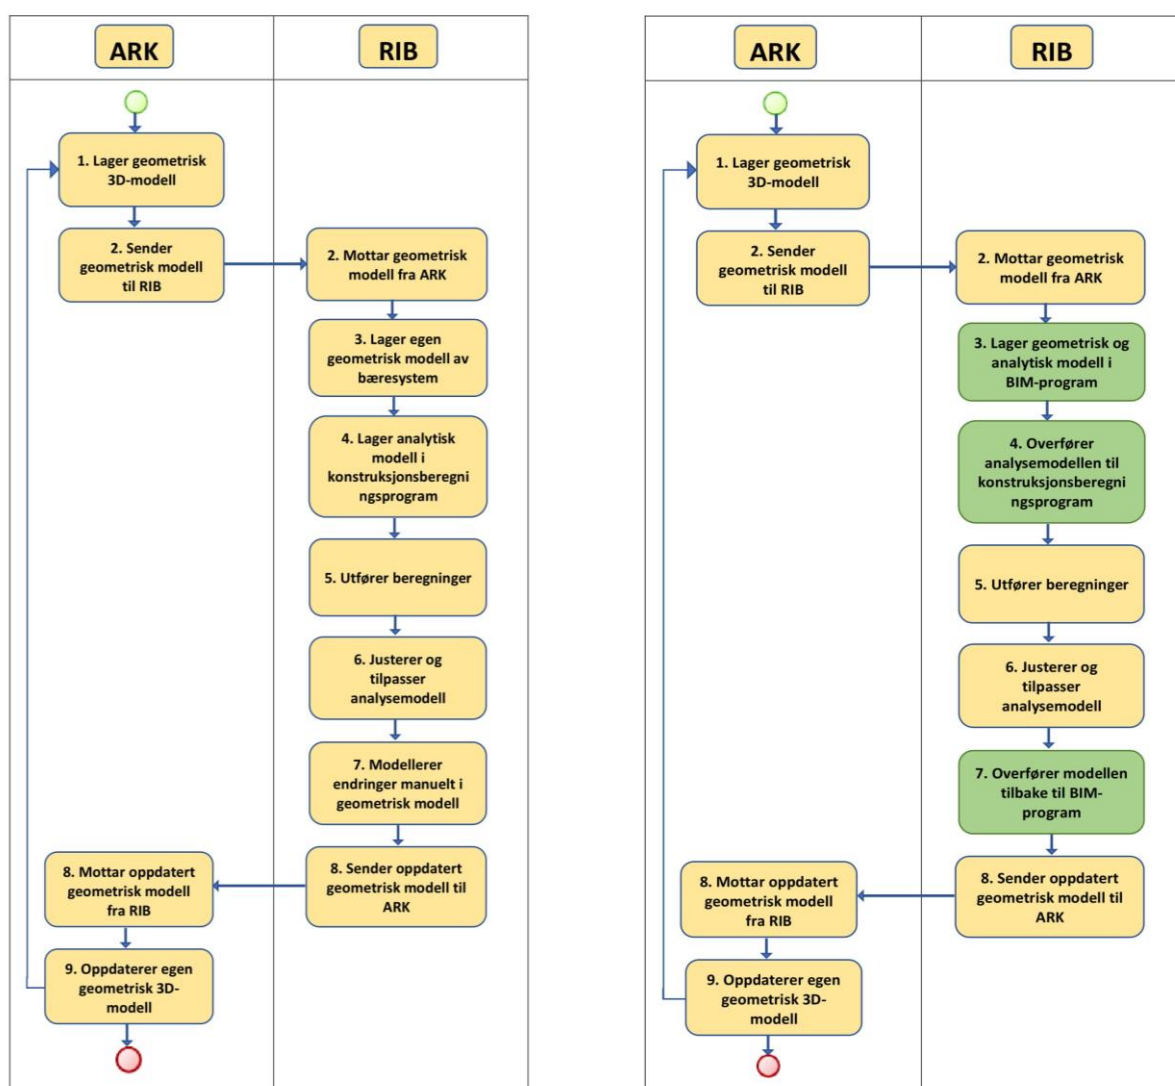 ARK
RIB
1. Lager geometrisk
3D-modell
2. Sender
geometrisk modell
til RIB
2. Mottar geometrisk
modell fra ARK
3. Lager egen
geometrisk modell av
bæresystem
4. Lager analytisk
modell i
konstruksjonsberegni
ngsprogram
5. Utfører beregninger
6. Justerer og
tilpasser
analysemodell
7. Modellerer
endringer manuelt i
geometrisk modell
8. Sender oppdatert
geometrisk modell til
ARK
8. Mottar oppdatert
geometrisk modell
fra RIB
9. Oppdaterer egen
geometrisk 3D-
modell
ARK
RIB
1. Lager geometrisk
3D-modell
2. Sender
geometrisk modell
til RIB
2. Mottar geometrisk
modell fra ARK
3. Lager geometrisk og
analytisk modell i
BIM-program
4. Overfører
analysemodellen til
konstruksjonsberegni
ngsprogram
5. Utfører beregninger
6. Justerer og
tilpasser
analysemodell
7. Overfører modellen
tilbake til BIM-
program
8. Sender oppdatert
geometrisk modell til
ARK
8. Mottar oppdatert
geometrisk modell
fra RIB
9. Oppdaterer egen
geometrisk 3D-
modell